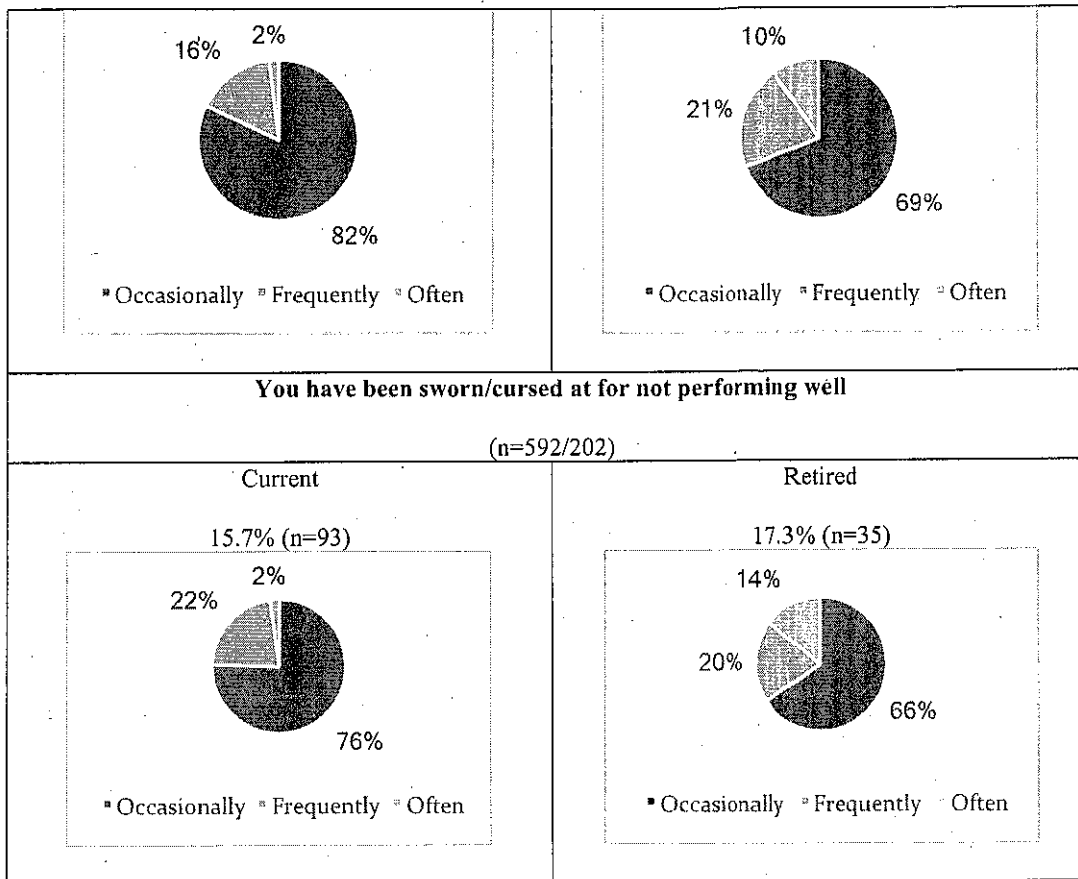 16% 2%
82%
Occasionally Frequently Often
10%
21%
69%
Occasionally Frequently Often
You have been sworn/cursed at for not performing well
(n=592/202)
Current
15.7% (n=93)
2%
22%
76%
Occasionally Frequently Often
Retired
17.3% (n=35)
14%
20%
66%
Occasionally Frequently Often